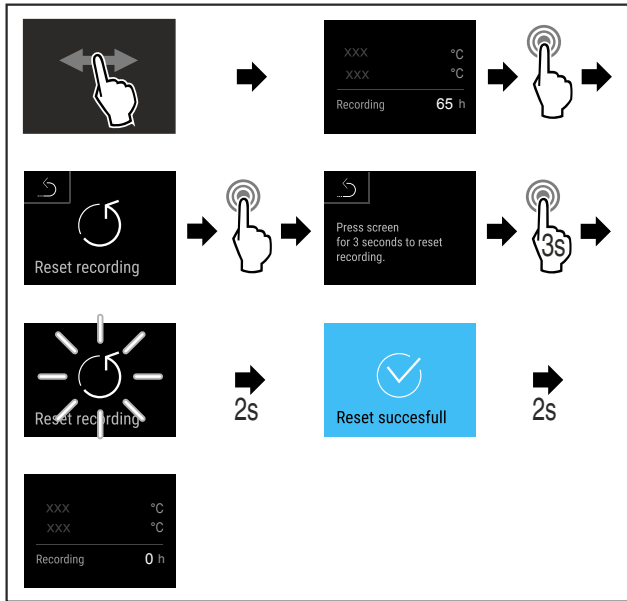 xxx °C
xxx °C
Recording 65 h
Reset recording
Press screen
for 3 seconds to reset
recording.
3s
Reset recording
2s
Reset succesfull
2s
xxx °C
xxx °C
Recording 0 h